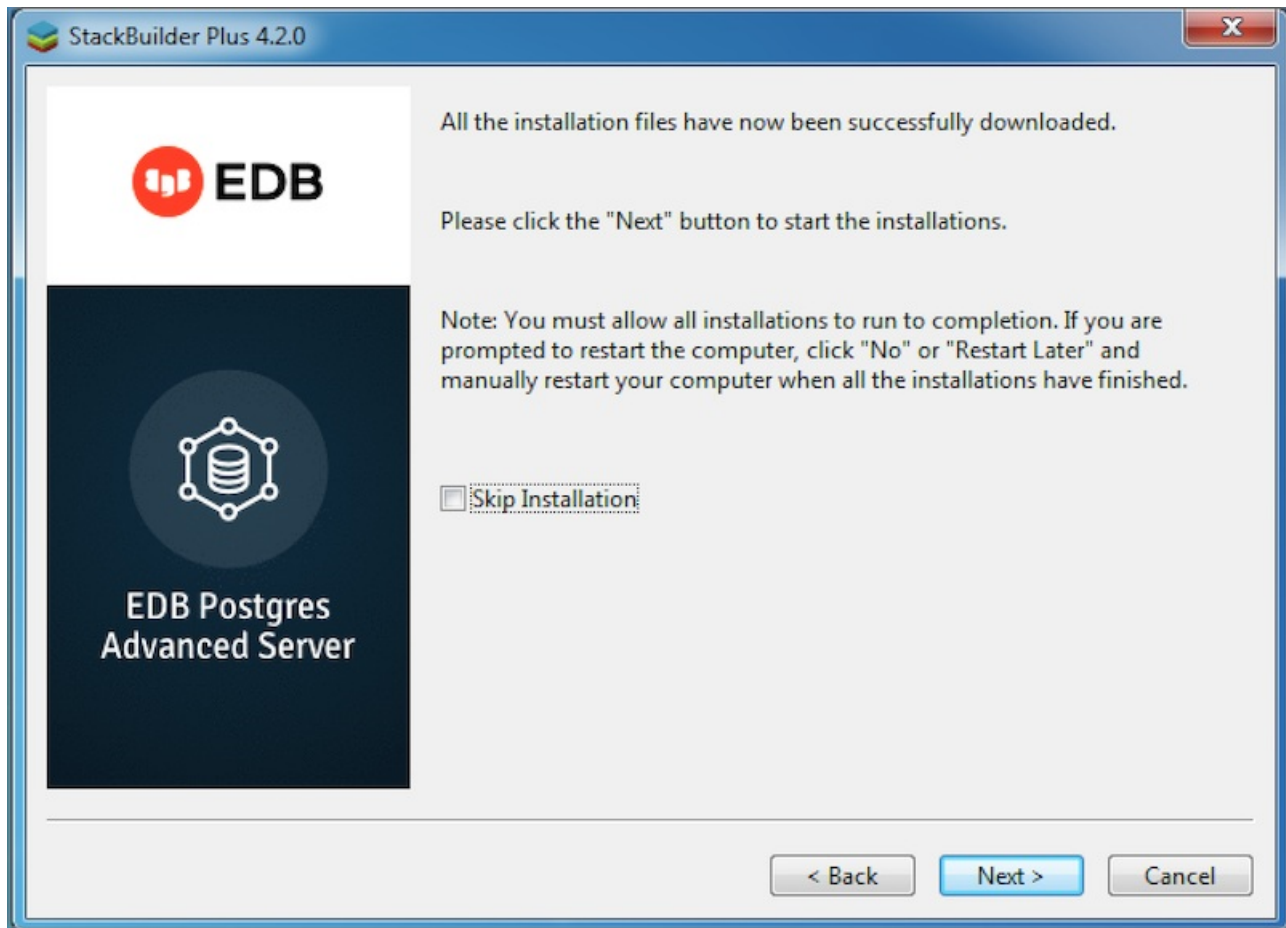 StackBuilder Plus 4.2.0
EDB
EDB Postgres
Advanced Server
All the installation files have now been successfully downloaded.
Please click the "Next" button to start the installations.
Note: You must allow all installations to run to completion. If you are
prompted to restart the computer, click "No" or "Restart Later" and
manually restart your computer when all the installations have finished.
Skip Installation
< Back
Next >
Cancel